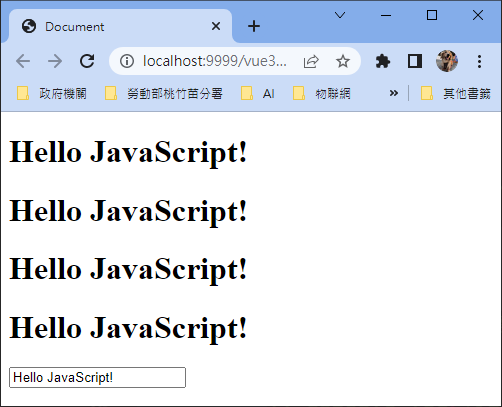 Document
localhost:9999/vue3...
政府機關 勞動部桃竹苗分署 AI 物聯網 » 其他書籤
Hello JavaScript!
Hello JavaScript!
Hello JavaScript!
Hello JavaScript!
Hello JavaScript!